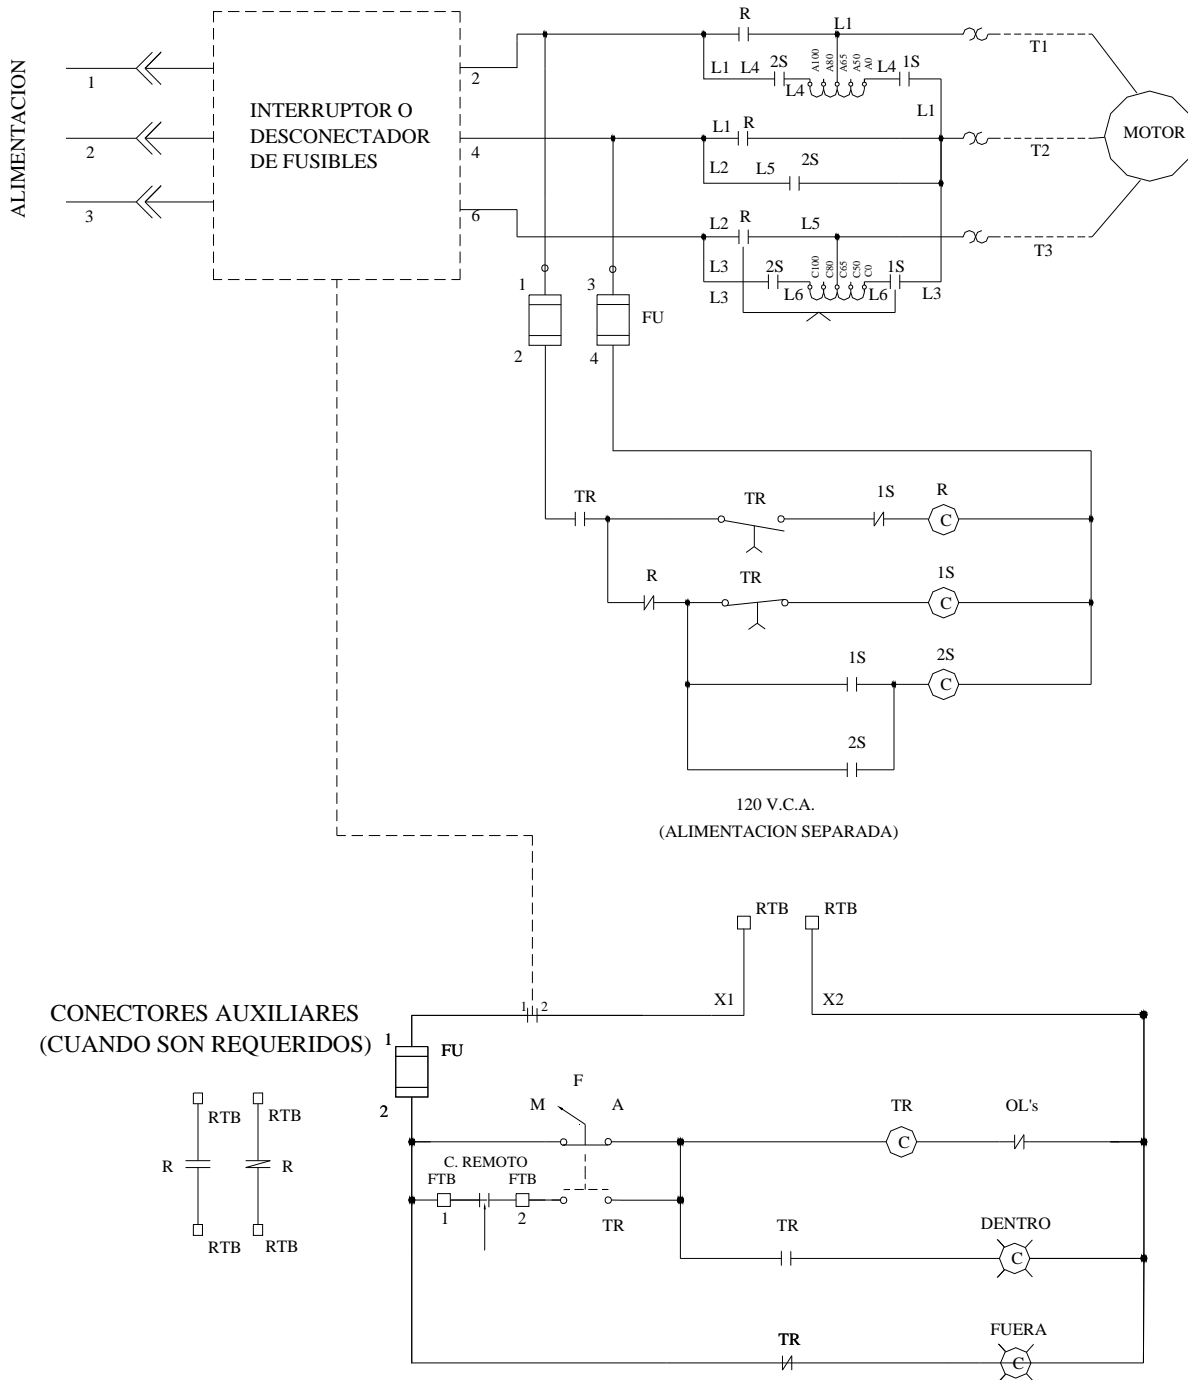 R
L1
T1
ALIMENTACION
1
2
3
INTERRUPTOR O
DESCONECTADOR
DE FUSIBLES
2
4
6
L1
L4
2S
L4
A100
A80
A65
A50
A0
L4
1S
L1
L1
R
L2
L5
2S
T2
MOTOR
L2
R
L5
T3
L3
2S
L3
L6
C100
C80
C65
C50
C0
L6
1S
L3
1
2
3
4
FU
TR
TR
1S
R
C
R
TR
1S
C
1S
2S
C
2S
120 V.C.A.
(ALIMENTACION SEPARADA)
RTB
RTB
X1
X2
1
2
CONECTORES AUXILIARES
(CUANDO SON REQUERIDOS)
1
FU
2
RTB
RTB
R
R
RTB
RTB
F
M
A
TR
C
OL's
C. REMOTO
FTB
FTB
1
2
TR
TR
DENTRO
C
TR
FUERA
C